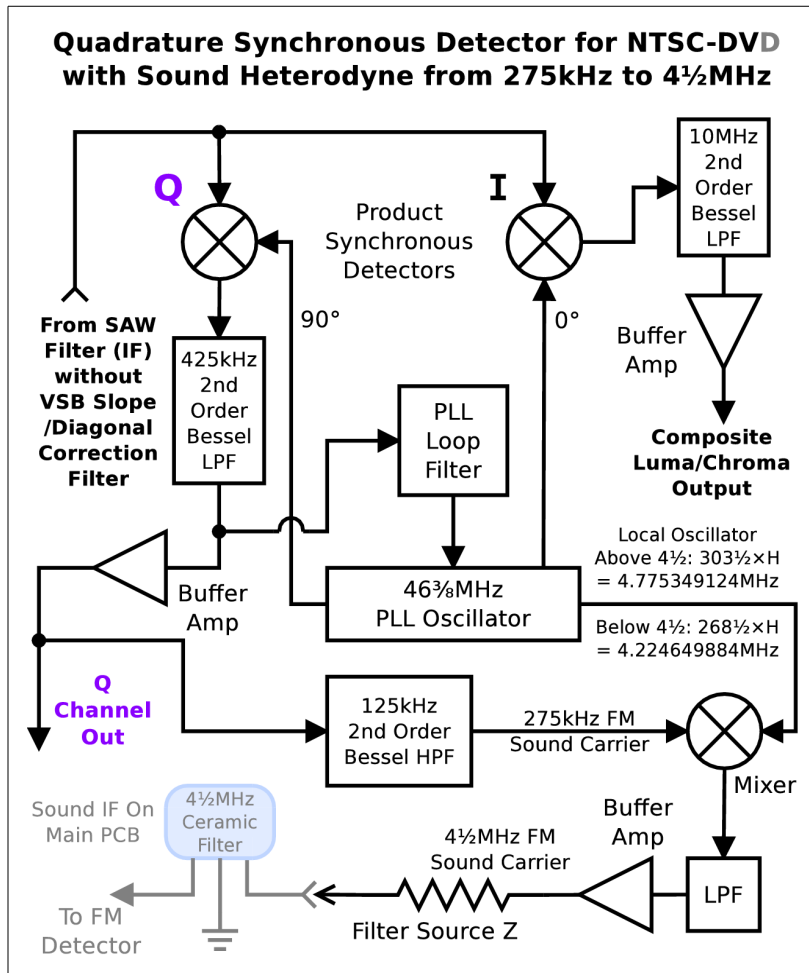 Quadrature Synchronous Detector for NTSC-DVD
with Sound Heterodyne from 275kHz to 4½MHz
Q
I
10MHz
2nd
Order
Bessel
LPF
Product
Synchronous
Detectors
90°
0°
From SAW
Filter (IF)
without
VSB Slope
/Diagonal
Correction
Filter
425kHz
2nd
Order
Bessel
LPF
Buffer
Amp
PLL
Loop
Filter
Composite
Luma/Chroma
Output
Local Oscillator
Above 4½: 303½×H
= 4.775349124MHz
Buffer
Amp
46⅜MHz
PLL Oscillator
Below 4½: 268½×H
= 4.224649884MHz
Q
Channel
Out
125kHz
2nd Order
Bessel HPF
275kHz FM
Sound Carrier
Mixer
Sound IF On
Main PCB
4½MHz
Ceramic
Filter
4½MHz FM
Sound Carrier
Buffer
Amp
LPF
To FM
Detector
Filter Source Z